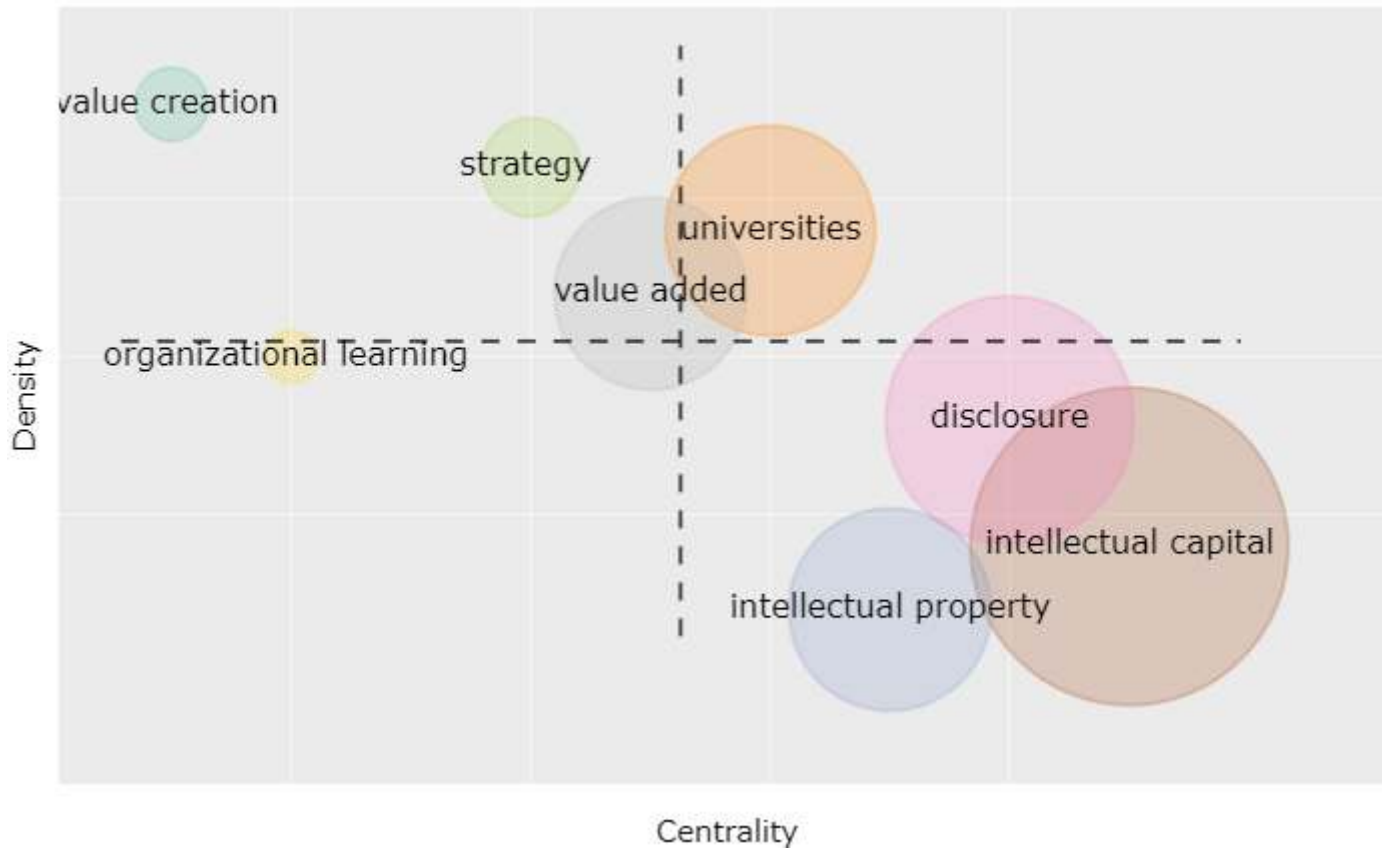 value creation
strategy
universities
value added
organizational learning
Density
disclosure
intellectual capital
intellectual property
Centrality